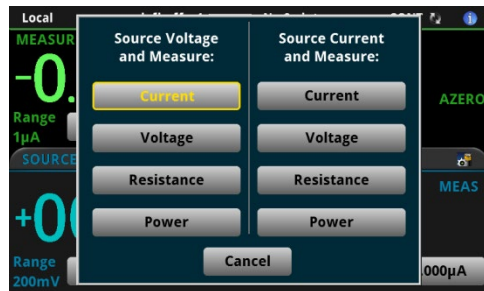 Local
MEASUR
-0.
Range
1µA
AZERO
Source Voltage
and Measure:
Current
Voltage
Resistance
Power
Source Current
and Measure:
Current
Voltage
Resistance
Power
Cancel
SOURCE
MEAS
+00
Range
200mV
.000µA